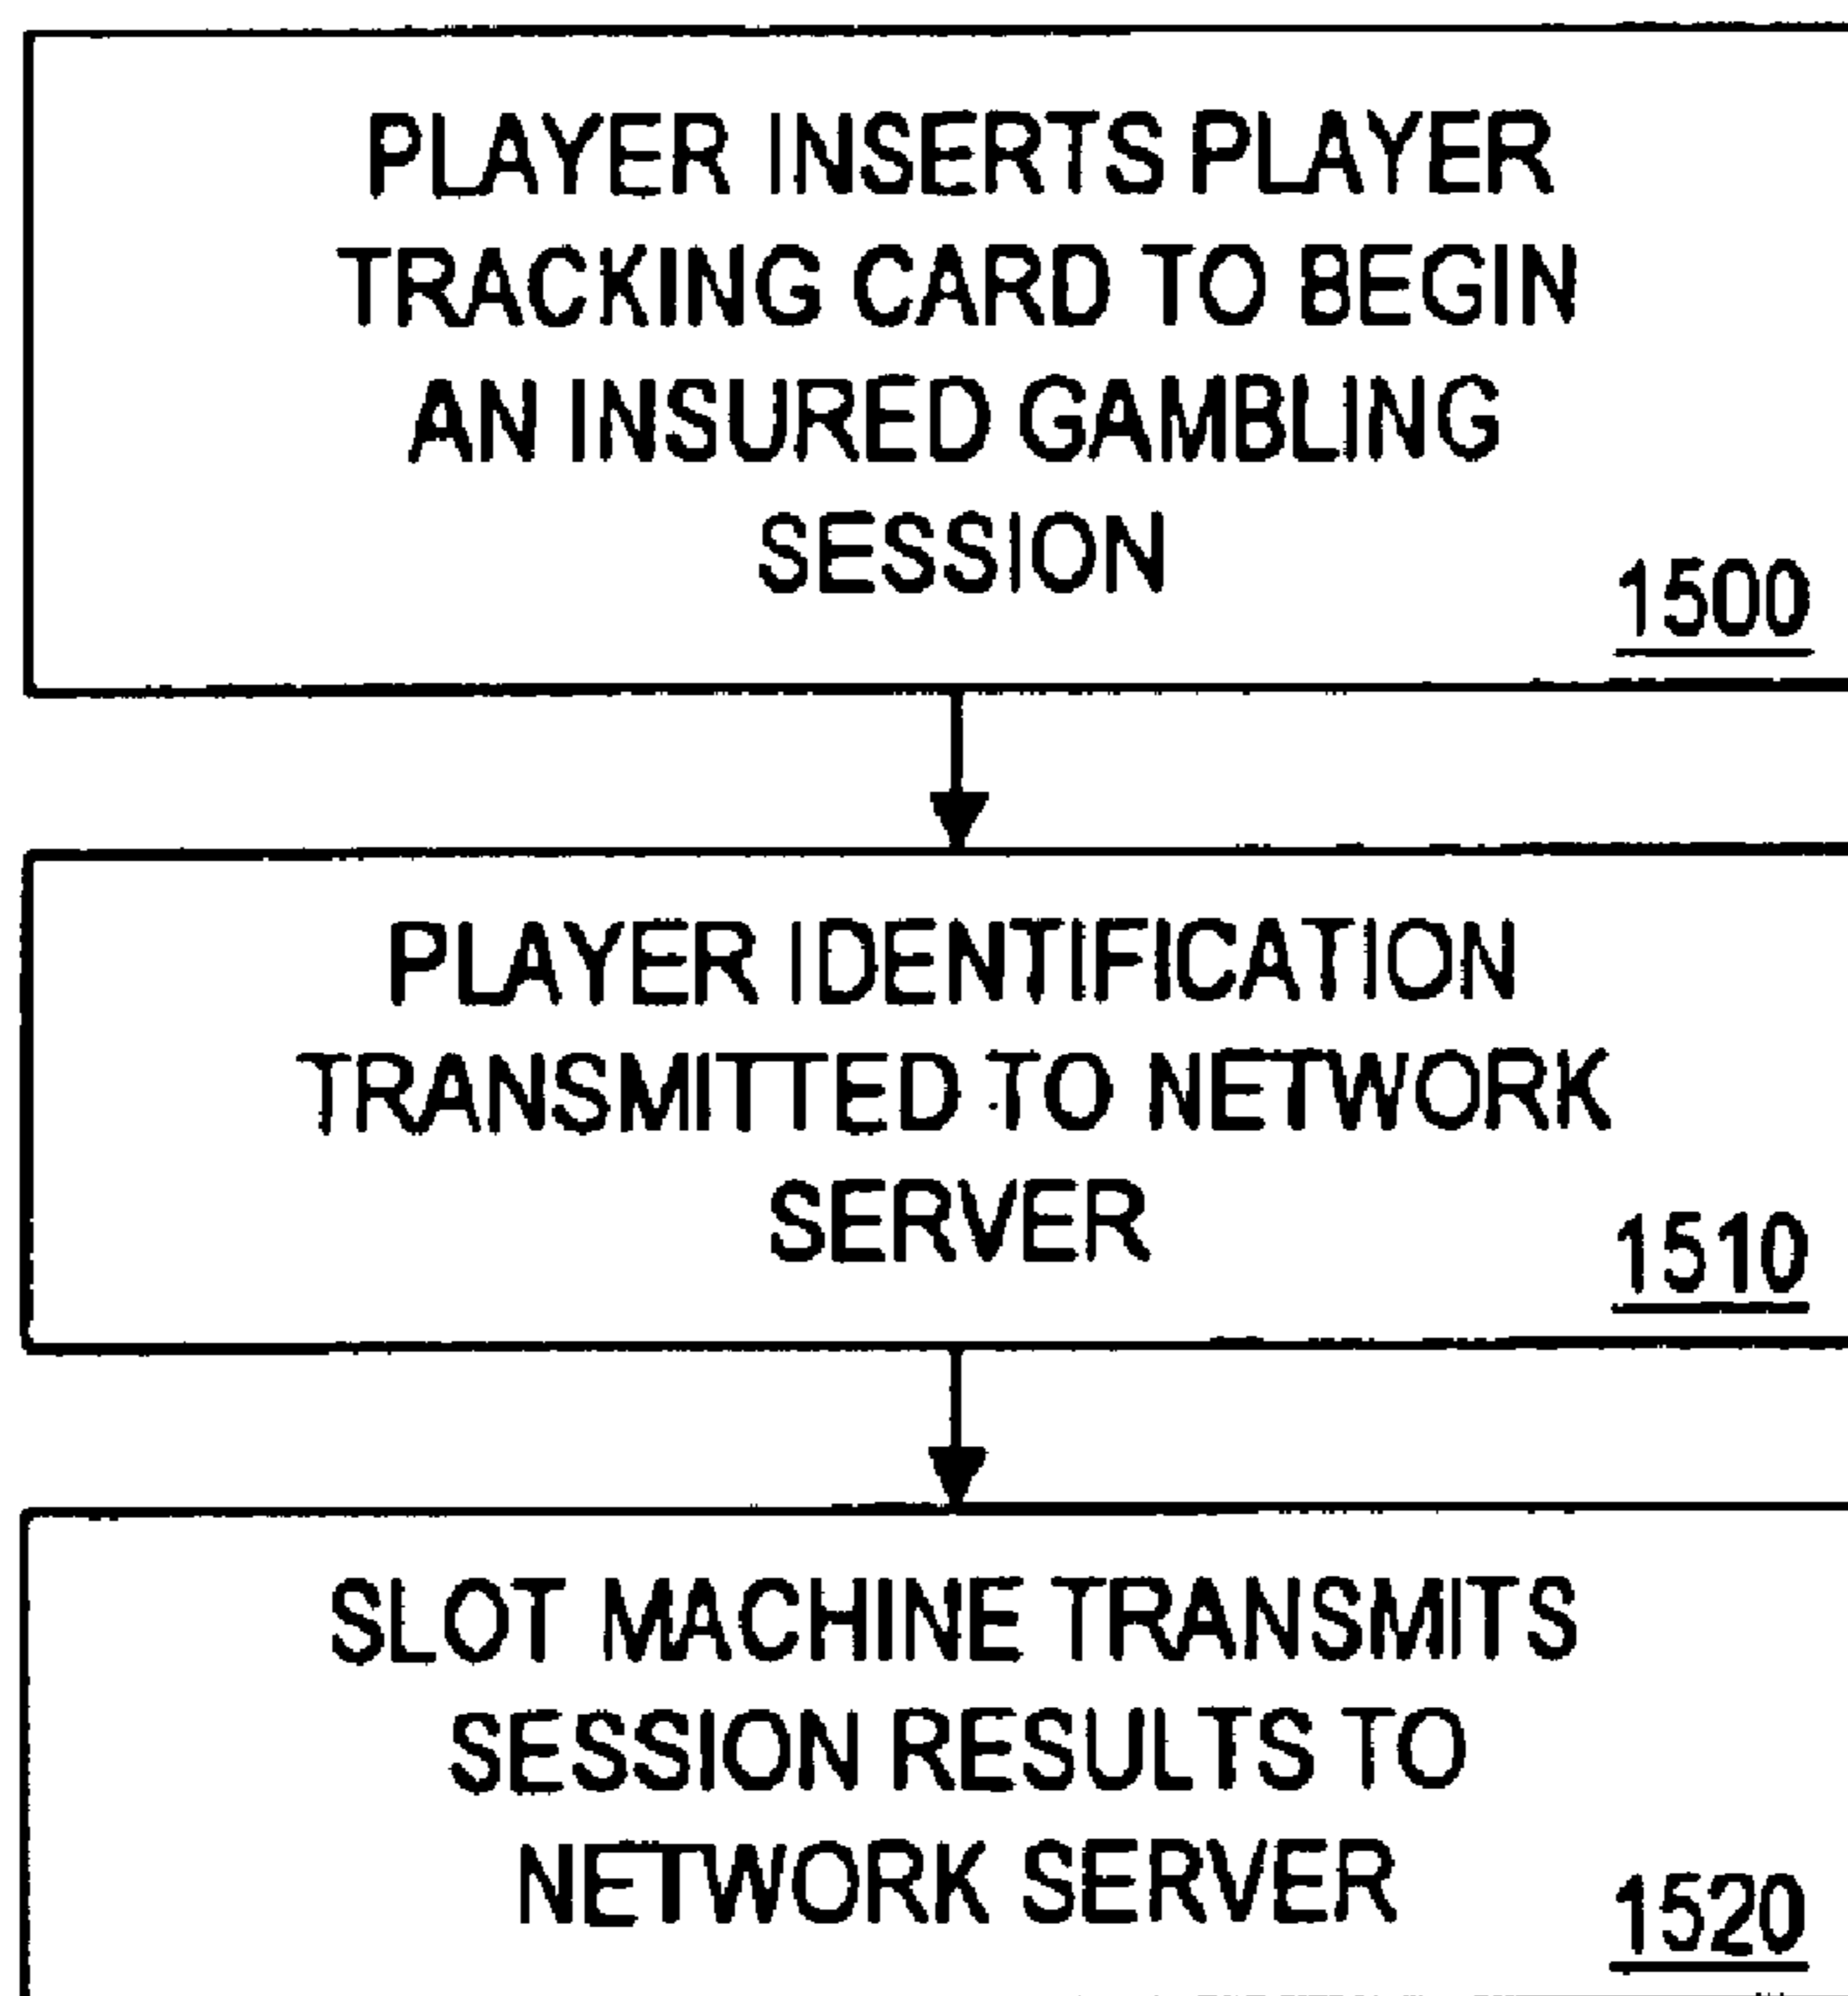 PLAYER INSERTS PLAYER
TRACKING CARD TO BEGIN
AN INSURED GAMBLING
SESSION
1500
PLAYER IDENTIFICATION
TRANSMITTED TO NETWORK
SERVER
1510
SLOT MACHINE TRANSMITS
SESSION RESULTS TO
NETWORK SERVER
1520